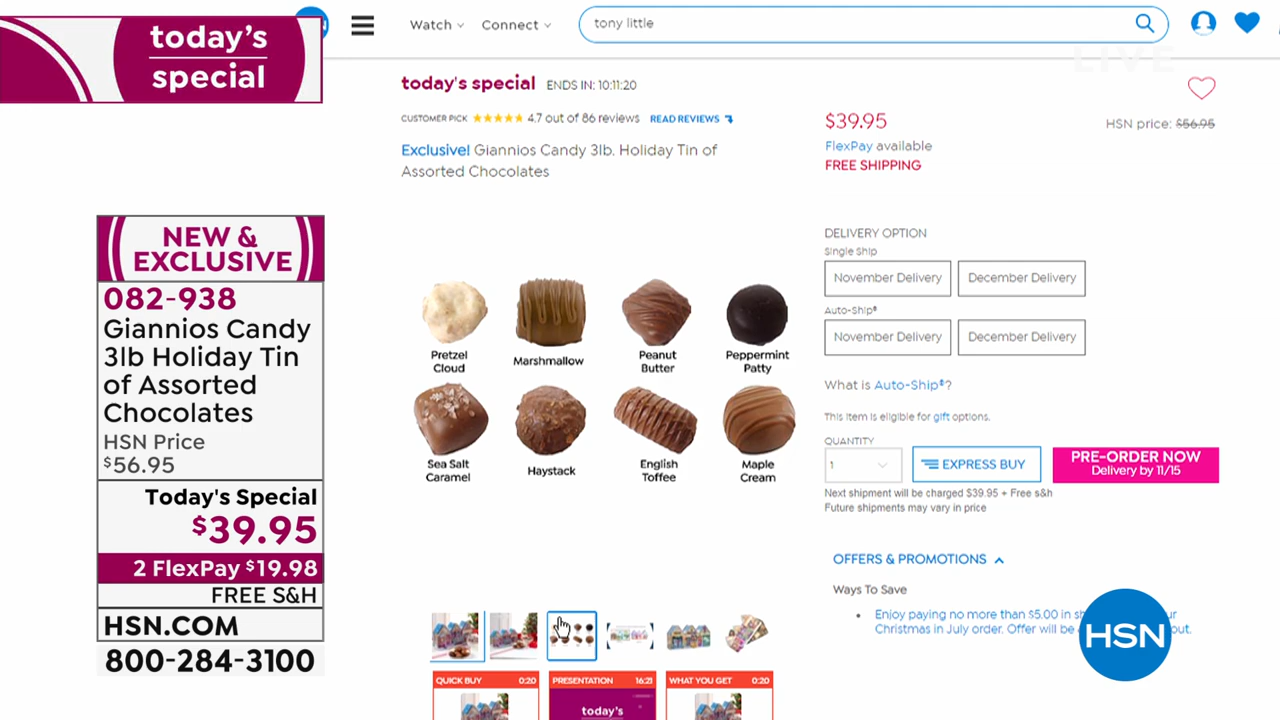 today's
special
Watch
Connect
tony little
LIVE
today's special ENDS IN: 10:11:20
CUSTOMER PICK 4.7 out of 86 reviews READ REVIEWS
Exclusive! Giannios Candy 3lb. Holiday Tin of
Assorted Chocolates
$39.95
HSN price: $56.95
FlexPay available
FREE SHIPPING
NEW &
EXCLUSIVE
082-938
Giannios Candy
3lb Holiday Tin
of Assorted
Chocolates
HSN Price
$56.95
Today's Special
$39.95
2 FlexPay $19.98
FREE S&H
HSN.COM
800-284-3100
Pretzel
Cloud
Marshmallow
Peanut
Butter
Peppermint
Patty
Sea Salt
Caramel
Haystack
English
Toffee
Maple
Cream
DELIVERY OPTION
Single Ship
November Delivery
December Delivery
Auto-Ship®
November Delivery
December Delivery
What is Auto-Ship®?
This item is eligible for gift options.
QUANTITY
1
EXPRESS BUY
PRE-ORDER NOW
Delivery by 11/15
Next shipment will be charged $39.95 + Free s&h
Future shipments may vary in price
OFFERS & PROMOTIONS
Ways To Save
• Enjoy paying no more than $5.00 in
Christmas in July order. Offer will be
HSN
QUICK BUY 0:20
PRESENTATION 16:21
WHAT YOU GET 0:20
today's